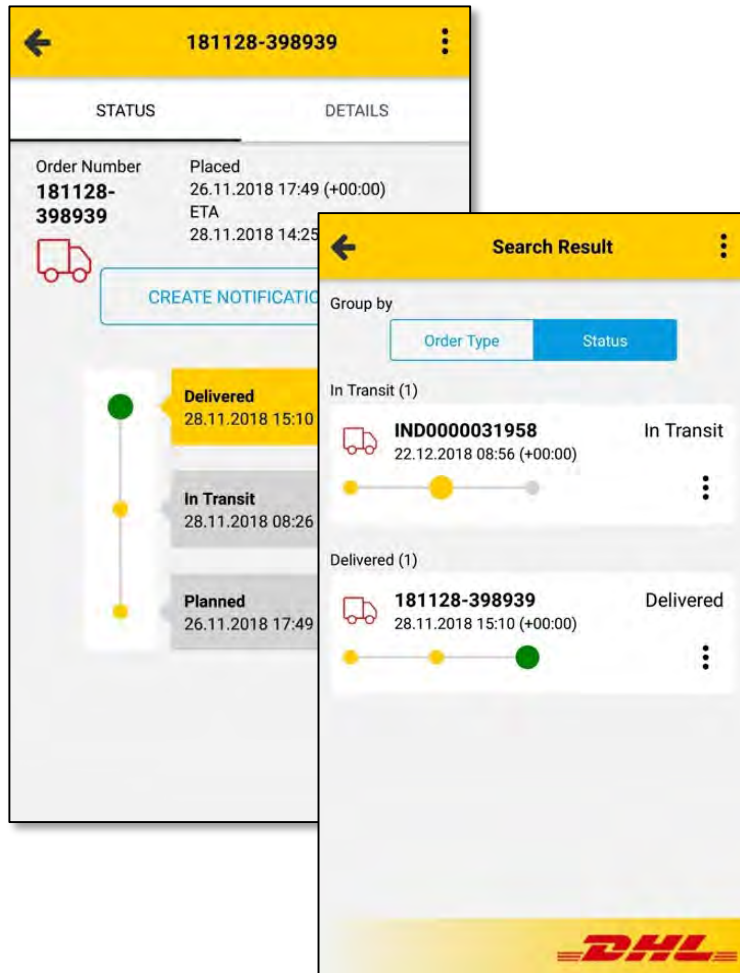 181128-398939
STATUS DETAILS
Order Number
181128-
398939
Placed
26.11.2018 17:49 (+00:00)
ETA
28.11.2018 14:25
CREATE
Delivered
28.11.2018 15:10
In Transit
28.11.2018 08:26
Planned
26.11.2018 17:49
Search Result
Group by
Order Type Status
In Transit (1)
IND0000031958 In Transit
22.12.2018 08:56 (+00:00)
Delivered (1)
181128-398939 Delivered
28.11.2018 15:10 (+00:00)
DHL